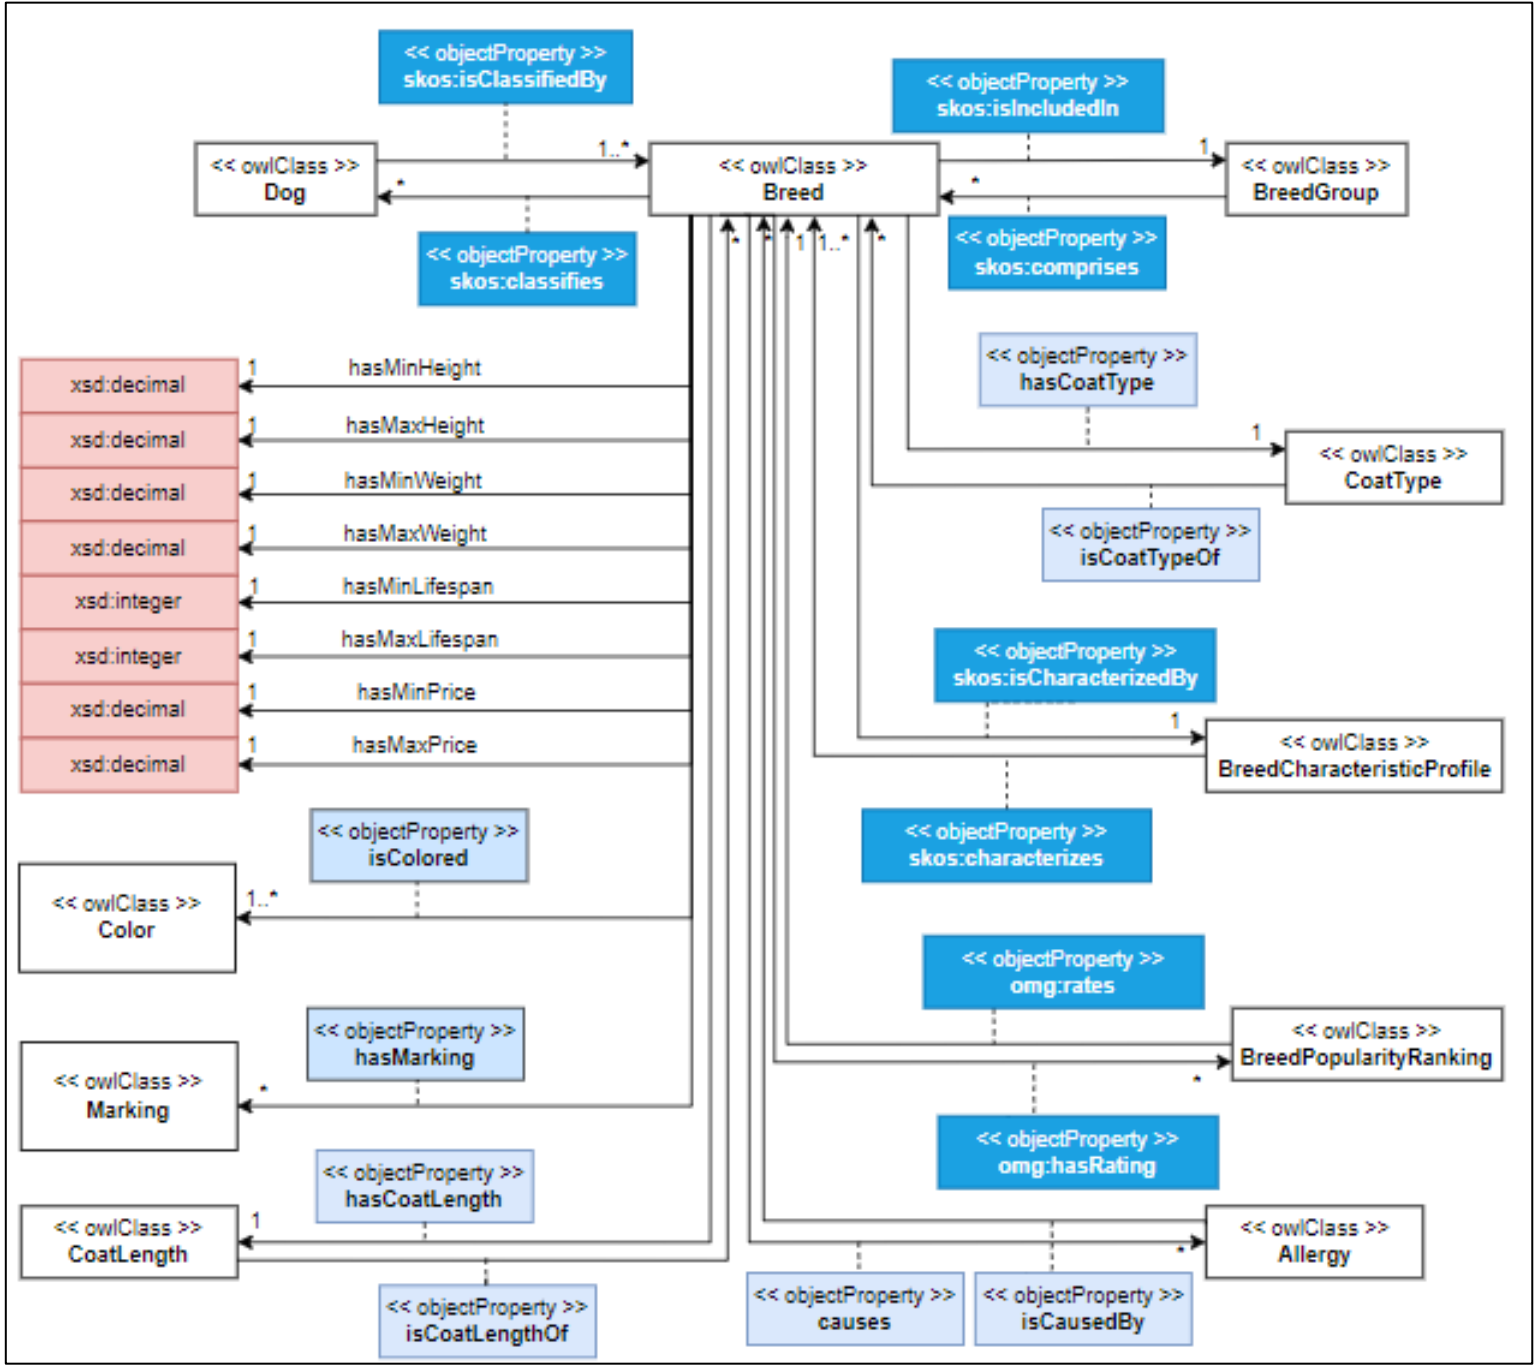 << objectProperty >>
skos:isClassifiedBy
<< objectProperty >>
skos:isIncludedIn
<< owlClass >>
Dog
1..*
*
<< owlClass >>
Breed
1
*
<< owlClass >>
BreedGroup
<< objectProperty >>
skos:classifies
<< objectProperty >>
skos:comprises
*
*
1
1..*
*
xsd:decimal
1
hasMinHeight
xsd:decimal
1
hasMaxHeight
xsd:decimal
1
hasMinWeight
xsd:decimal
1
hasMaxWeight
xsd:integer
1
hasMinLifespan
xsd:integer
1
hasMaxLifespan
xsd:decimal
1
hasMinPrice
xsd:decimal
1
hasMaxPrice
<< objectProperty >>
hasCoatType
1
<< owlClass >>
CoatType
<< objectProperty >>
isCoatTypeOf
<< objectProperty >>
skos:isCharacterizedBy
1
<< owlClass >>
BreedCharacteristicProfile
<< objectProperty >>
skos:characterizes
<< objectProperty >>
isColored
<< owlClass >>
Color
1..*
<< objectProperty >>
omg:rates
<< objectProperty >>
hasMarking
<< owlClass >>
BreedPopularityRanking
*
<< owlClass >>
Marking
*
<< objectProperty >>
omg:hasRating
<< objectProperty >>
hasCoatLength
<< owlClass >>
CoatLength
1
<< owlClass >>
Allergy
*
<< objectProperty >>
isCoatLengthOf
<< objectProperty >>
causes
<< objectProperty >>
isCausedBy